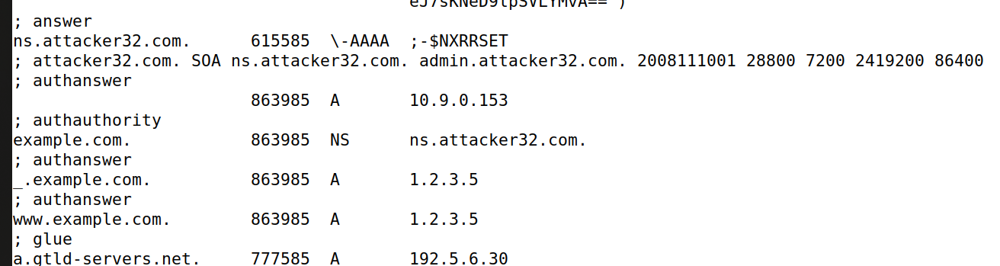 eJ7sKNeD9lpSVLYMvA== )
; answer
ns.attacker32.com. 615585 \-AAAA ;-$NXRRSET
; attacker32.com. SOA ns.attacker32.com. admin.attacker32.com. 2008111001 28800 7200 2419200 86400
; authanswer
863985 A 10.9.0.153
; authauthority
example.com. 863985 NS ns.attacker32.com.
; authanswer
_.example.com. 863985 A 1.2.3.5
; authanswer
www.example.com. 863985 A 1.2.3.5
; glue
a.gtld-servers.net. 777585 A 192.5.6.30